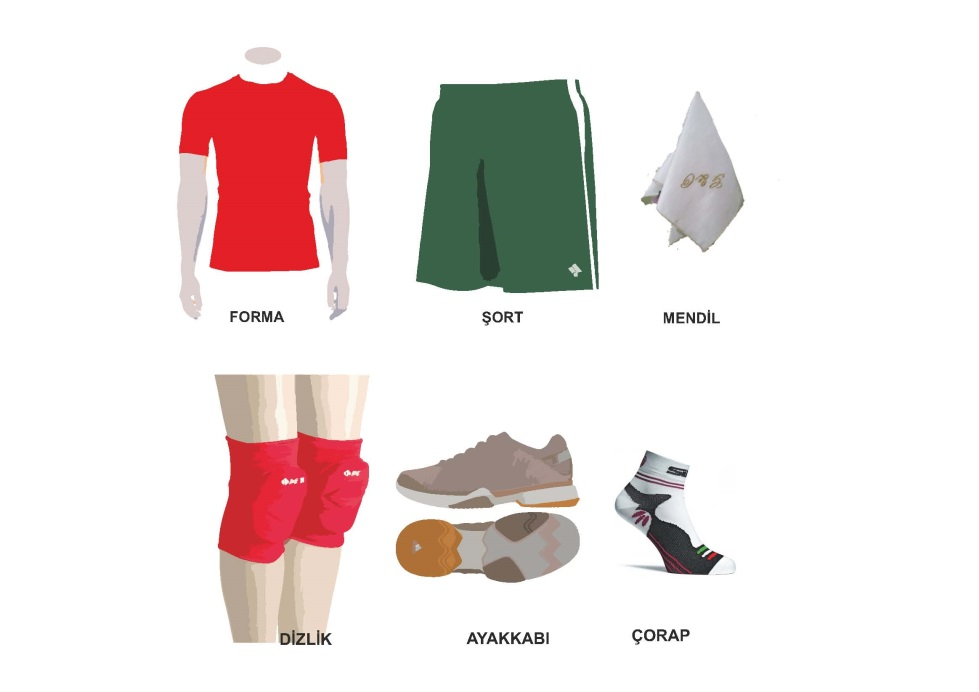 FORMA
ŞORT
MENDİL
DİZLİK
AYAKKABI
ÇORAP